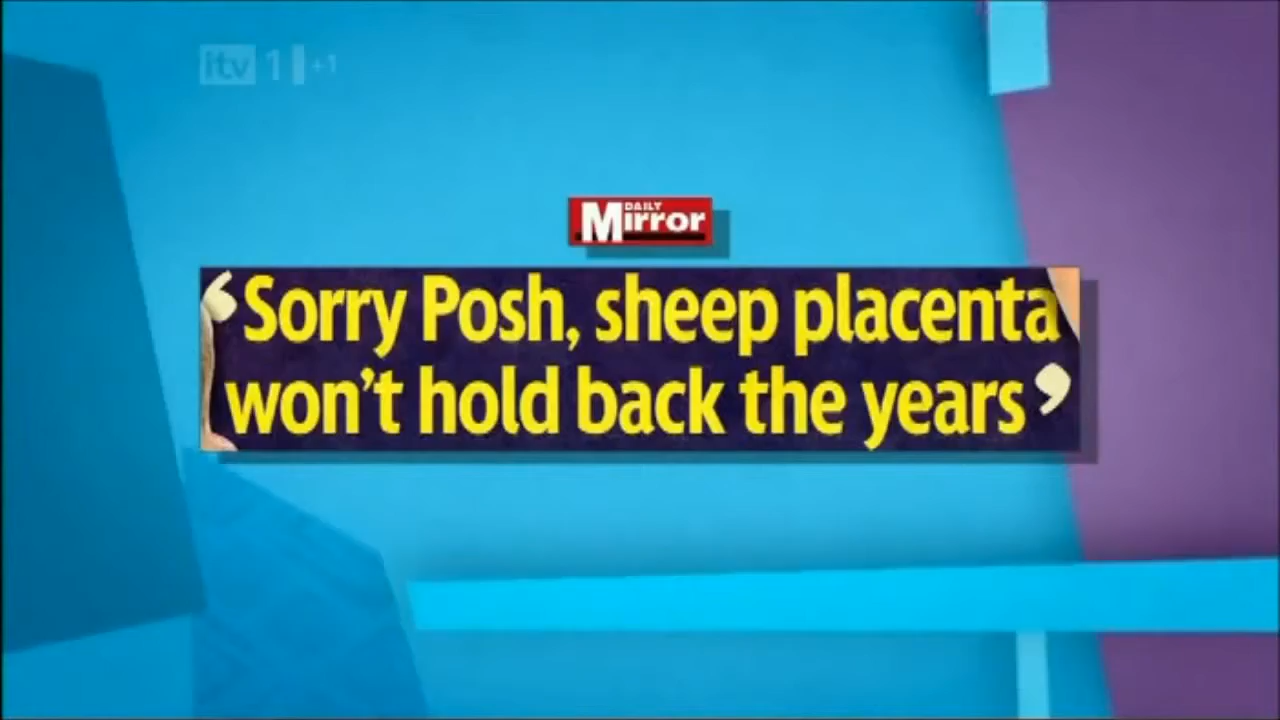 itv 1 +1
DAILY
Mirror
‘Sorry Posh, sheep placenta
won’t hold back the years’